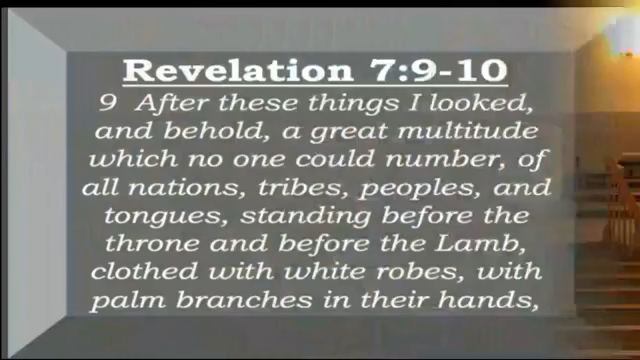 Revelation 7:9-10
9 After these things I looked,
and behold, a great multitude
which no one could number, of
all nations, tribes, peoples, and
tongues, standing before the
throne and before the Lamb,
clothed with white robes, with
palm branches in their hands,